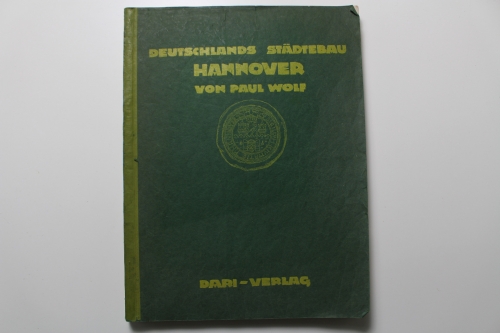 DEUTSCHLANDS STÄDTEBAU
HANNOVER
VON PAUL WOLF
DARI-VERLAG